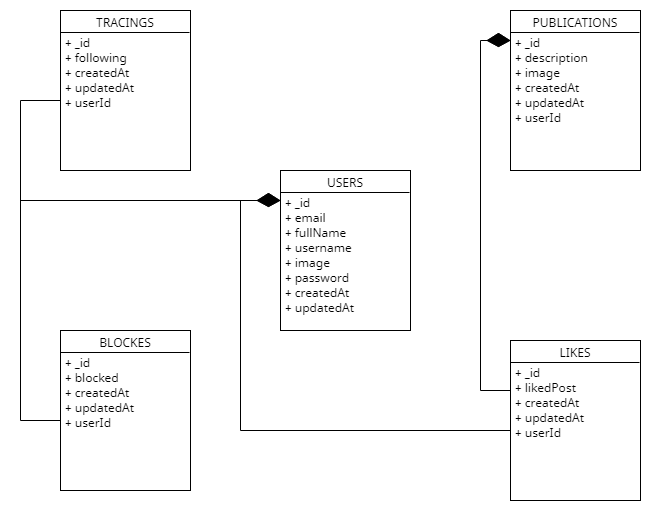 TRACINGS
+ _id
+ following
+ createdAt
+ updatedAt
+ userId
PUBLICATIONS
+ _id
+ description
+ image
+ createdAt
+ updatedAt
+ userId
USERS
+ _id
+ email
+ fullName
+ username
+ image
+ password
+ createdAt
+ updatedAt
BLOCKES
+ _id
+ blocked
+ createdAt
+ updatedAt
+ userId
LIKES
+ _id
+ likedPost
+ createdAt
+ updatedAt
+ userId